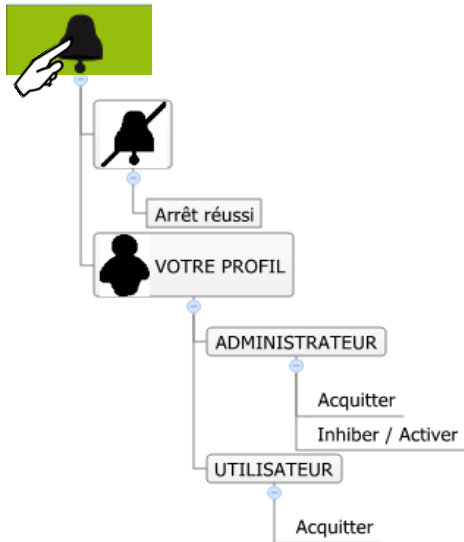 Arrêt réussi
VOTRE PROFIL
ADMINISTRATEUR
Acquitter
Inhiber / Activer
UTILISATEUR
Acquitter